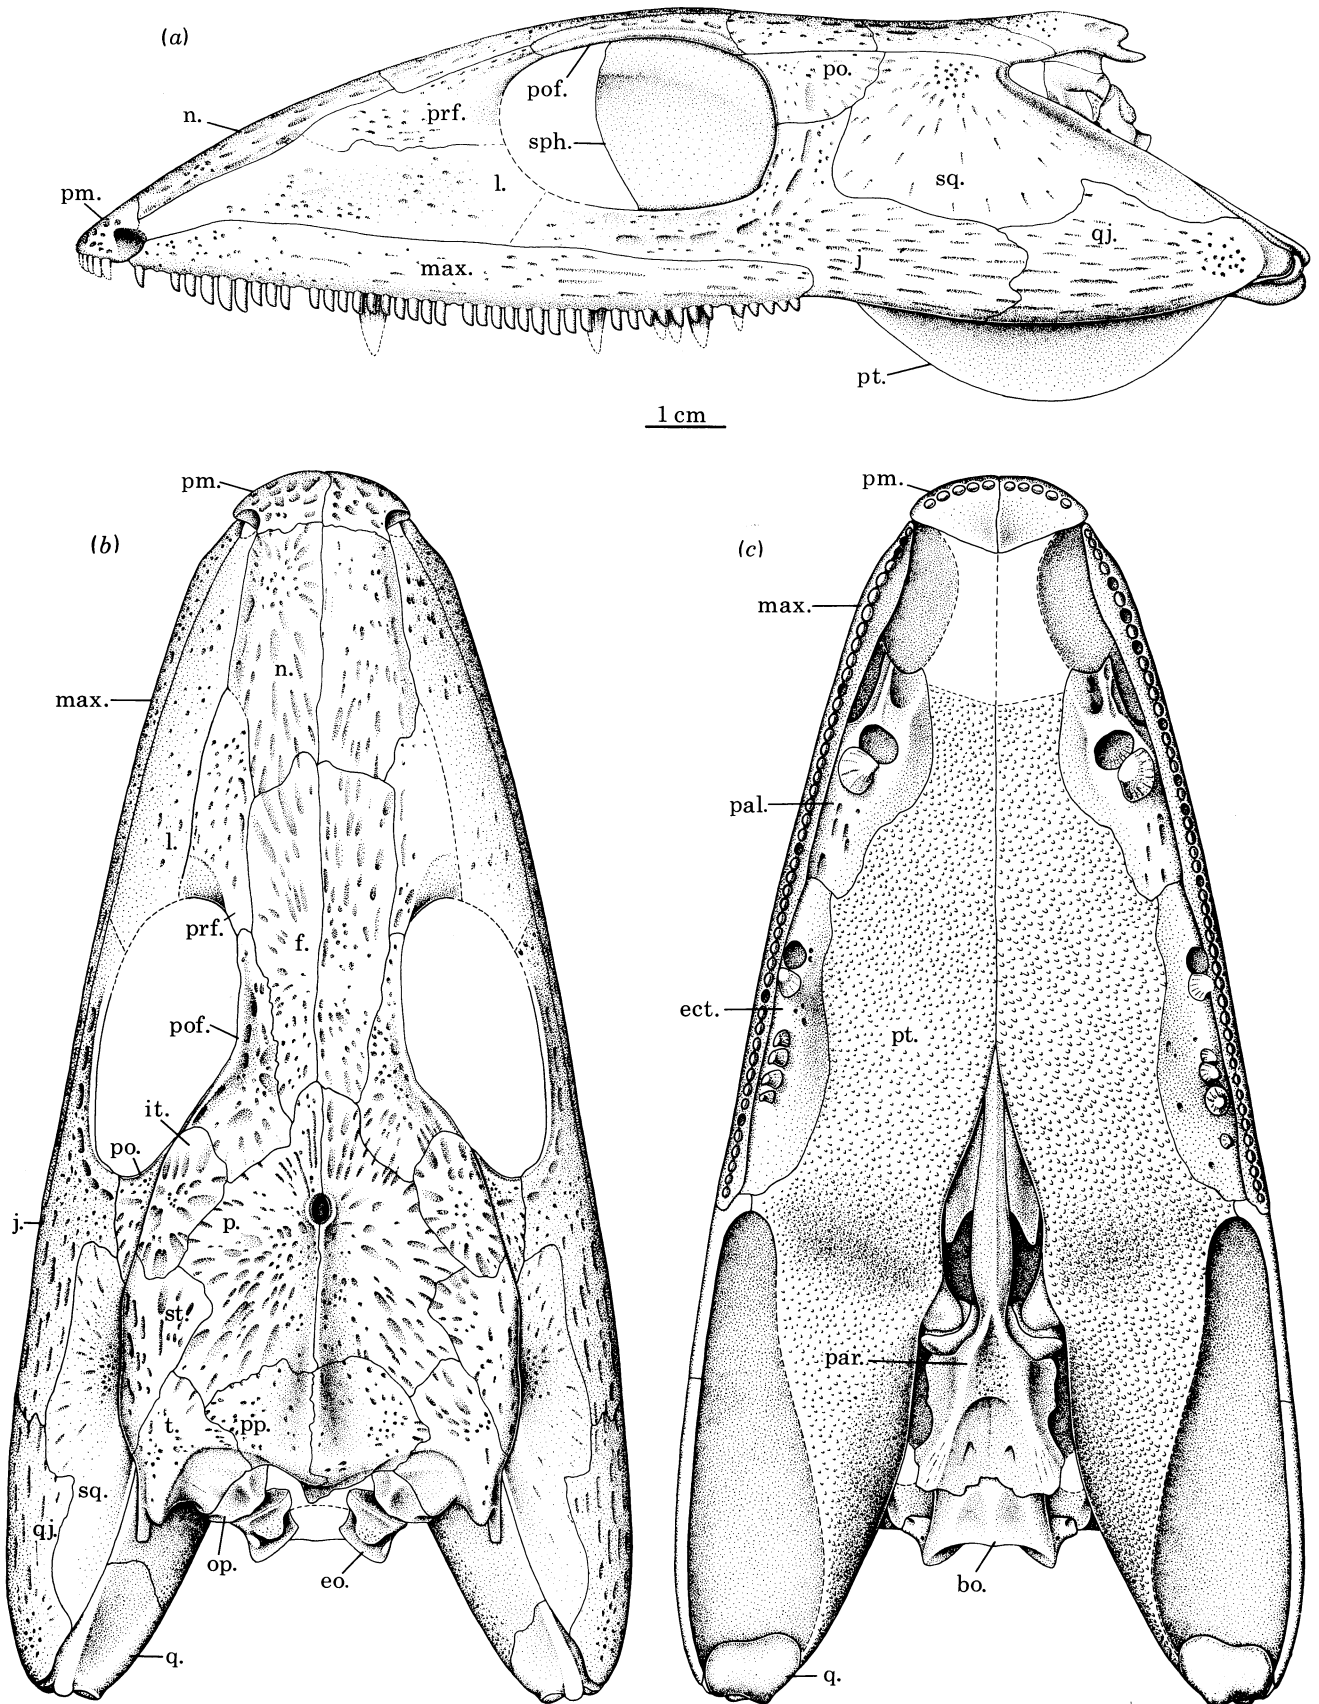 (a)
po.
pof.
prf.
n.
sph.
l.
sq.
pm.
qj.
max.
j
pt.
1 cm
pm.
(b)
n.
max.
l.
prf.
f.
pof.
it.
po.
p.
j.
st.
t.
pp.
sq.
qj.
op.
eo.
q.
pm.
(c)
max.
pal.
ect.
pt.
par.
bo.
q.